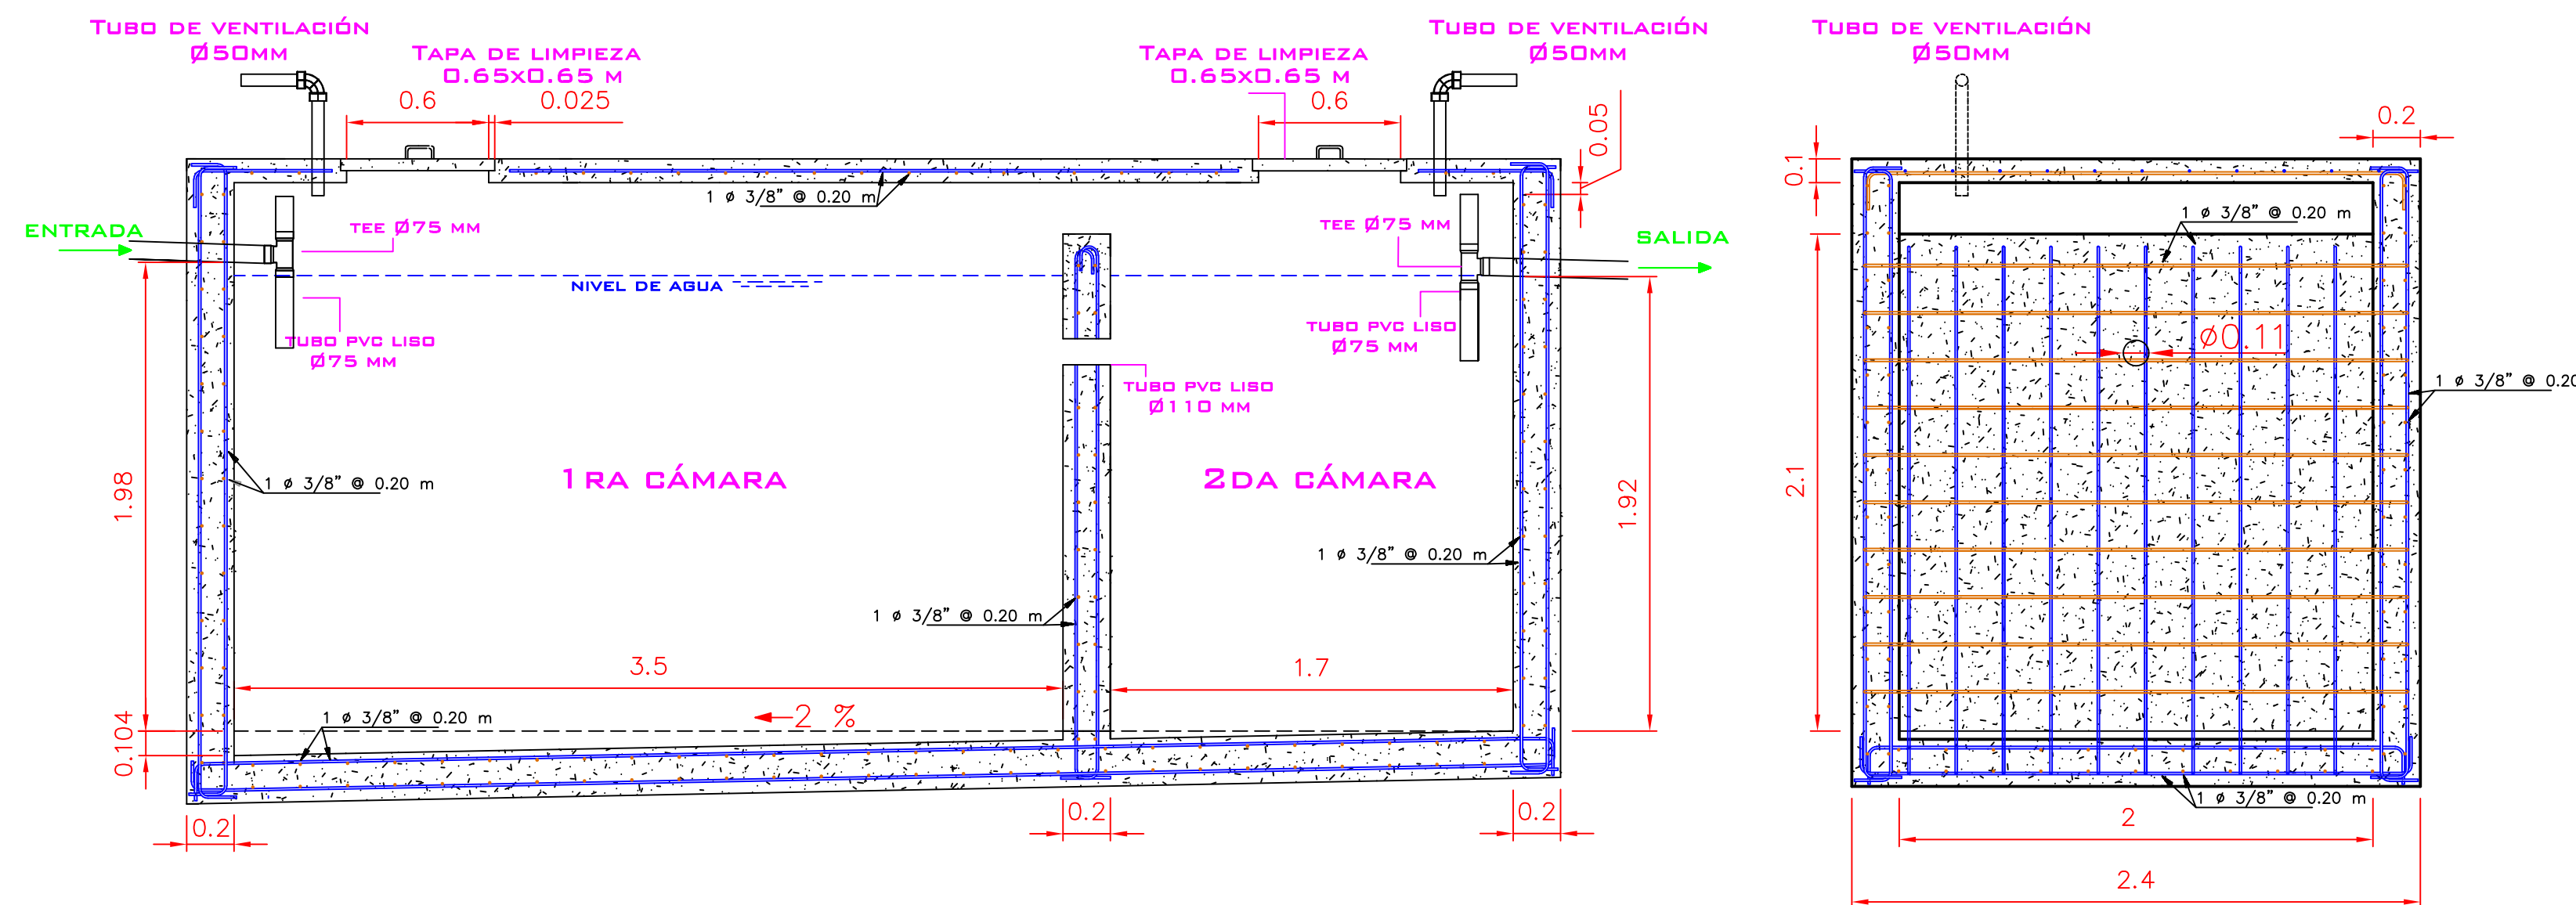 TUBO DE VENTILACIÓN
Ø50MM
TAPA DE LIMPIEZA
0.65X0.65 M
0.6
0.025
TAPA DE LIMPIEZA
0.65X0.65 M
0.6
TUBO DE VENTILACIÓN
Ø50MM
0.05
TUBO DE VENTILACIÓN
Ø50MM
0.2
0.1
1 ø 3/8” @ 0.20 m
ENTRADA
TEE Ø75 MM
TEE Ø75 MM
SALIDA
NIVEL DE AGUA
TUBO PVC LISO
Ø75 MM
TUBO PVC LISO
Ø75 MM
TUBO PVC LISO
Ø110 MM
1 ø 3/8” @ 0.20 m
Ø0.11
1 ø 3/8” @ 0.20
1.98
1RA CÁMARA
2DA CÁMARA
1.92
2.1
1 ø 3/8” @ 0.20 m
1 ø 3/8” @ 0.20 m
1 ø 3/8” @ 0.20 m
3.5
1.7
0.104
1 ø 3/8” @ 0.20 m
2 %
1 ø 3/8” @ 0.20 m
0.2
0.2
0.2
2
2.4